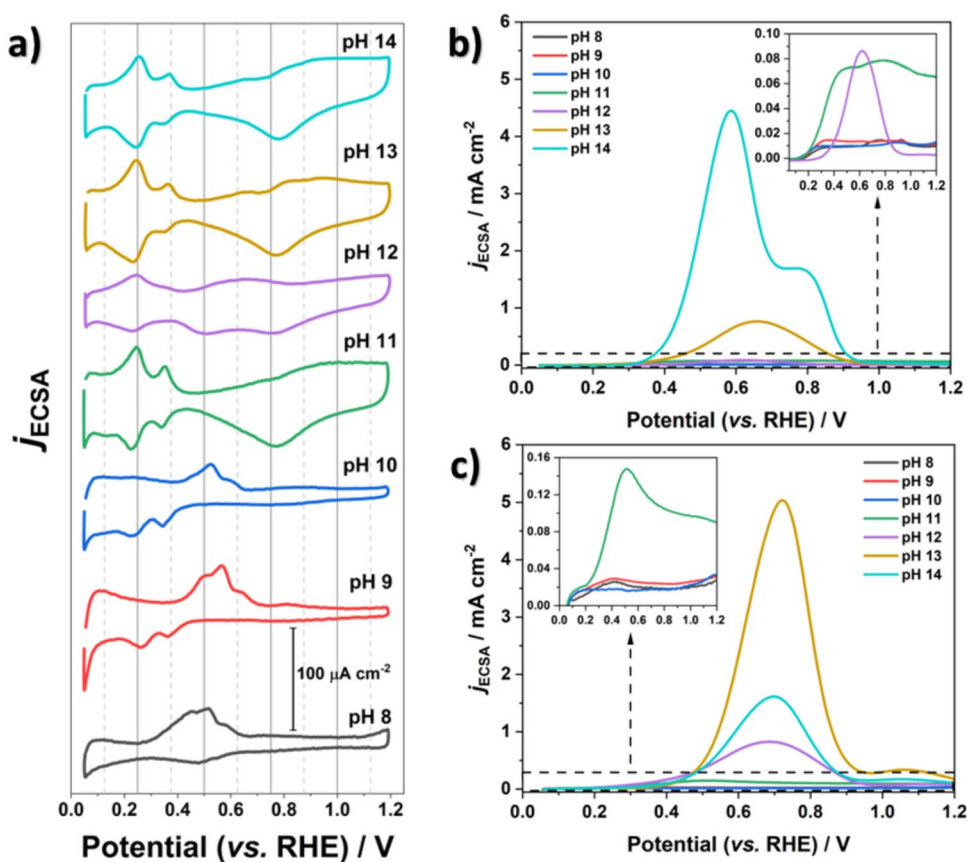 a)
jECSA
pH 14
pH 13
pH 12
pH 11
pH 10
pH 9
100 μA cm-2
pH 8
0.0 0.2 0.4 0.6 0.8 1.0 1.2
Potential (vs. RHE) / V
b)
jECSA / mA cm-2
6
5
4
3
2
1
0
pH 8
pH 9
pH 10
pH 11
pH 12
pH 13
pH 14
0.10
0.08
0.06
0.04
0.02
0.00
0.2 0.4 0.6 0.8 1.0 1.2
0.0 0.2 0.4 0.6 0.8 1.0 1.2
Potential (vs. RHE) / V
c)
jECSA / mA cm-2
6
5
4
3
2
1
0
0.16
0.12
0.08
0.04
0.00
0.0 0.2 0.4 0.6 0.8 1.0 1.2
pH 8
pH 9
pH 10
pH 11
pH 12
pH 13
pH 14
0.0 0.2 0.4 0.6 0.8 1.0 1.2
Potential (vs. RHE) / V